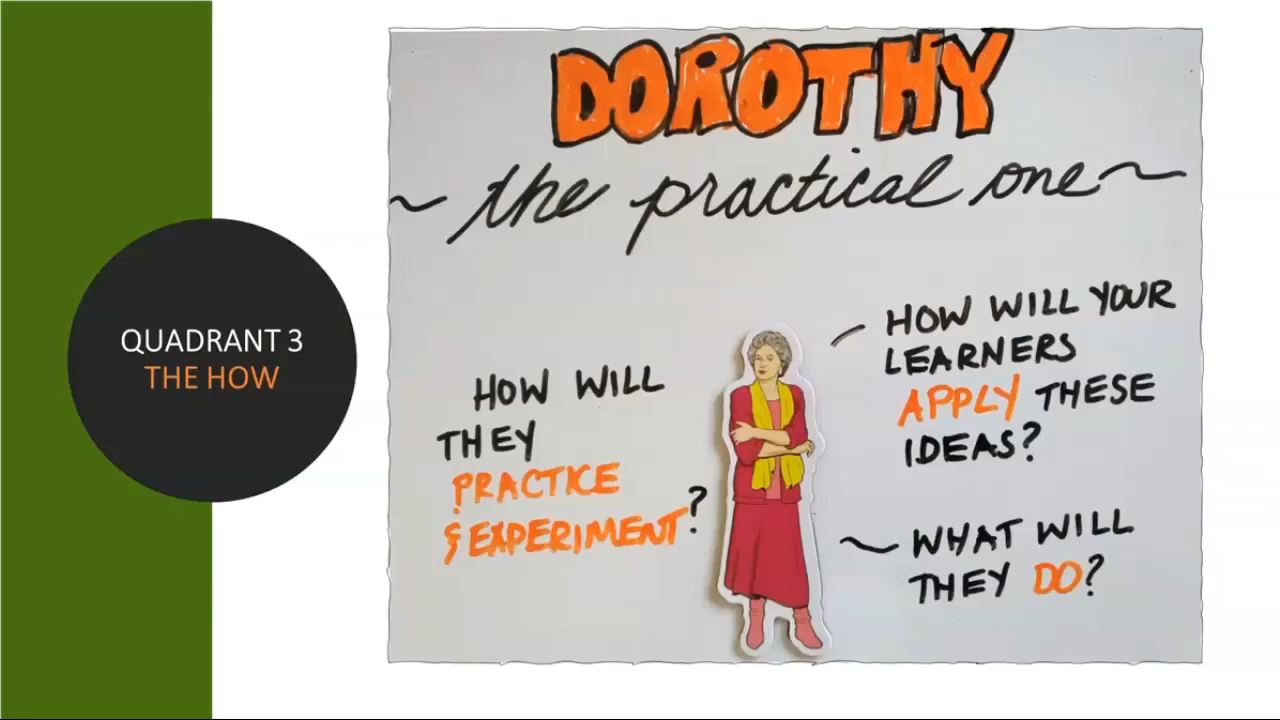 QUADRANT 3
THE HOW
DOROTHY
~ the practical one ~
HOW WILL
THEY
PRACTICE
& EXPERIMENT?
HOW WILL YOUR
LEARNERS
APPLY THESE
IDEAS?
WHAT WILL
THEY DO?